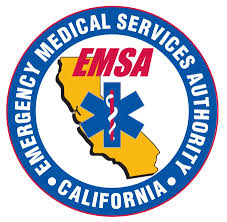 EMERGENCY MEDICAL SERVICES AUTHORITY
EMSA
• CALIFORNIA •